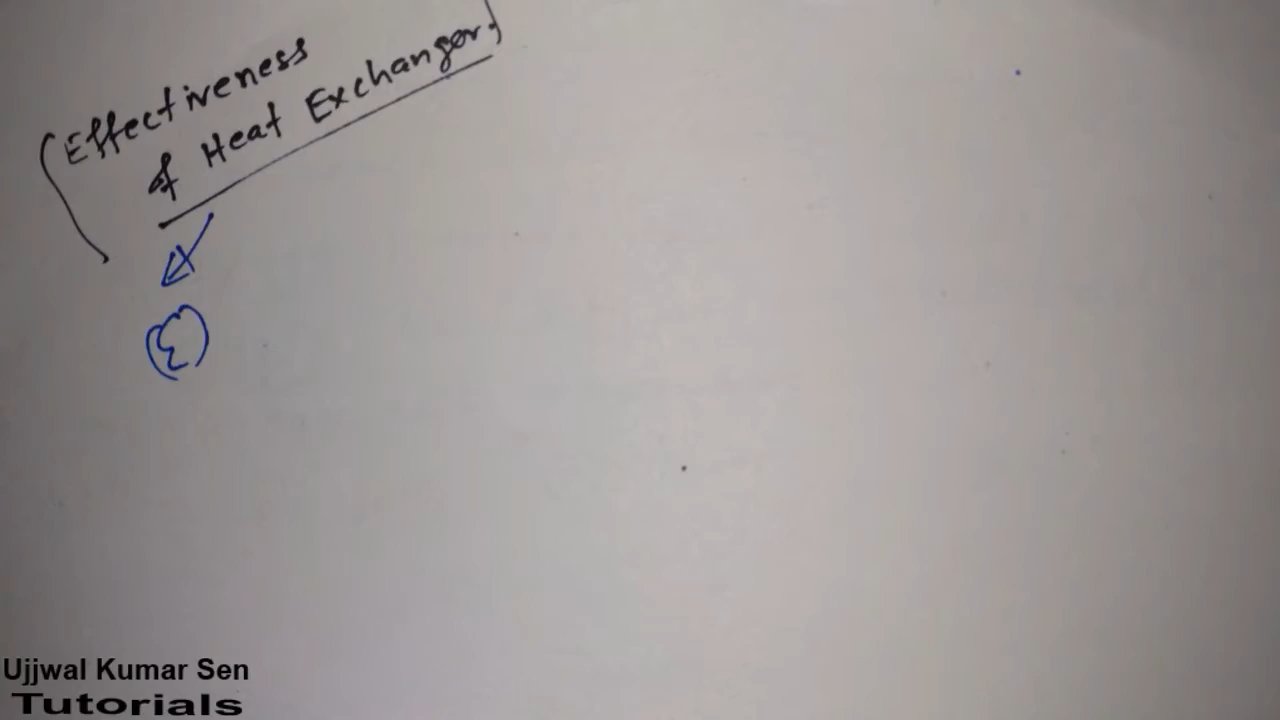 Effectiveness
of Heat Exchanger.
(ε)
Ujjwal Kumar Sen
Tutorials